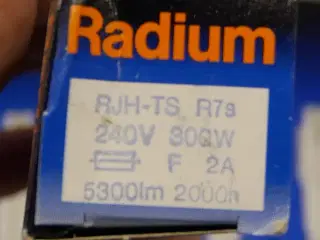 Radium
RJH-TS R7s
240V 300W
F 2A
5300lm 2000h